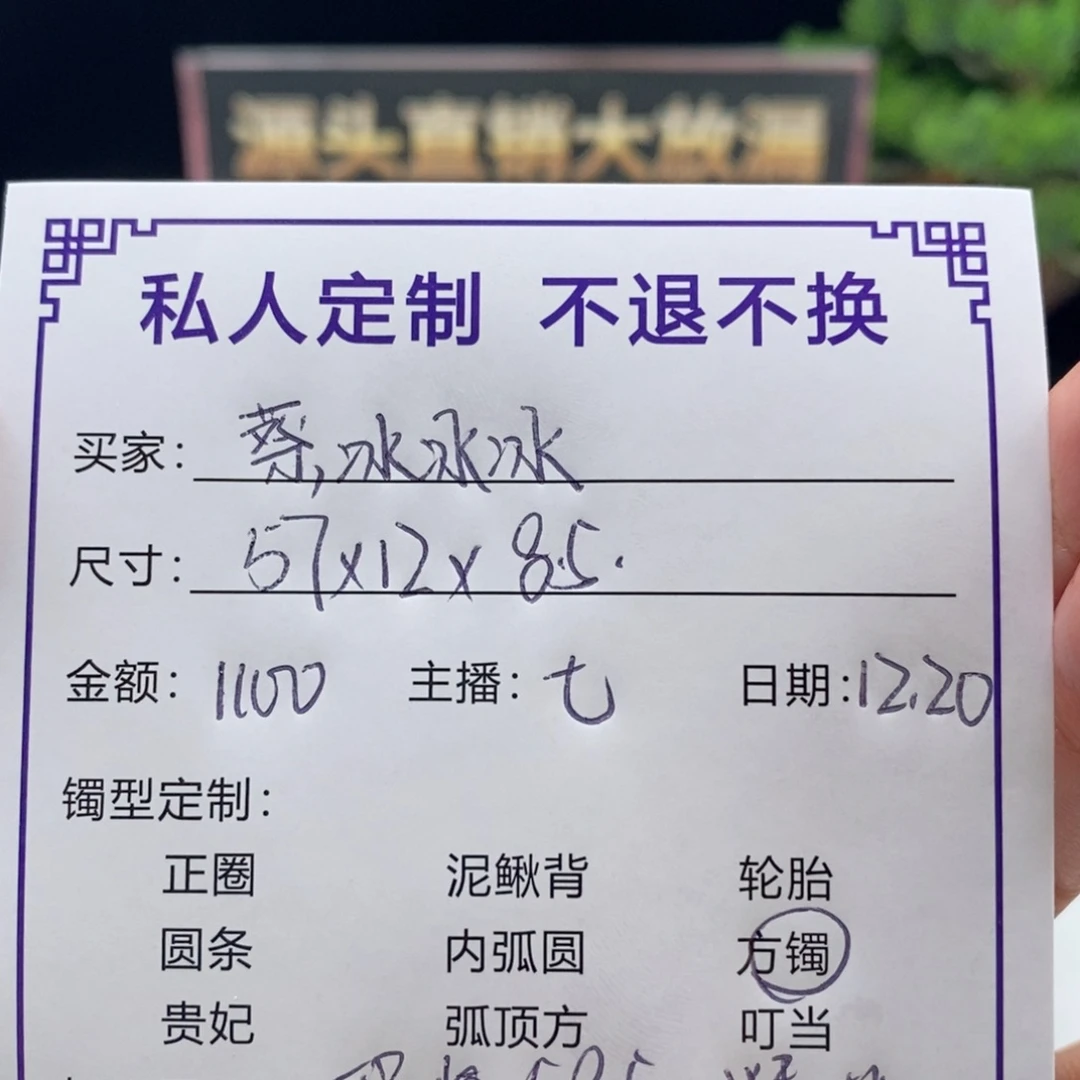 源头直销大放漏
私人定制 不退不换
买家: 蔡,冰冰冰
尺寸: 57x12x8.5.
金额: 1100 主播: 七 日期: 12.20
镯型定制:
正圈 泥鳅背 轮胎
圆条 内弧圆 方镯
贵妃 弧顶方 叮当